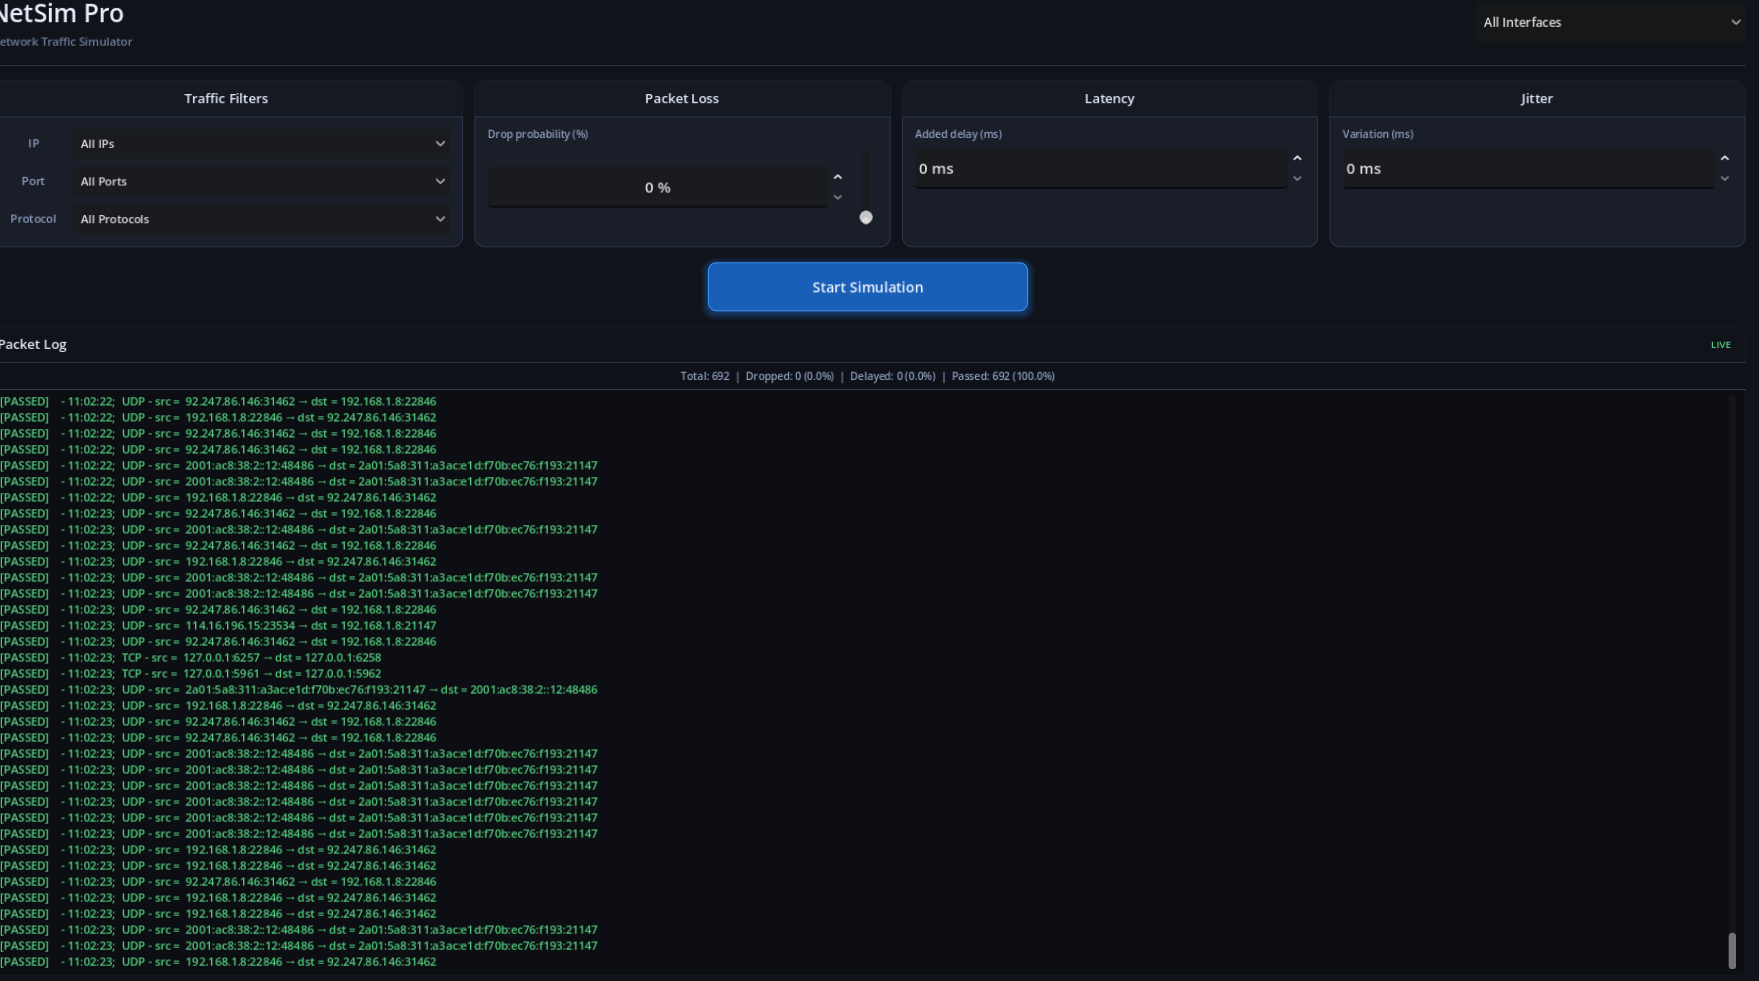 NetSim Pro
etwork Traffic Simulator
All Interfaces
Traffic Filters
IP
All IPs
Port
All Ports
Protocol
All Protocols
Packet Loss
Drop probability (%)
0 %
Latency
Added delay (ms)
0 ms
Jitter
Variation (ms)
0 ms
Start Simulation
Packet Log
LIVE
Total: 692 | Dropped: 0 (0.0%) | Delayed: 0 (0.0%) | Passed: 692 (100.0%)
[PASSED] - 11:02:22; UDP - src = 92.247.86.146:31462 → dst = 192.168.1.8:22846
[PASSED] - 11:02:22; UDP - src = 192.168.1.8:22846 → dst = 92.247.86.146:31462
[PASSED] - 11:02:22; UDP - src = 92.247.86.146:31462 → dst = 192.168.1.8:22846
[PASSED] - 11:02:22; UDP - src = 92.247.86.146:31462 → dst = 192.168.1.8:22846
[PASSED] - 11:02:22; UDP - src = 2001:ac8:38:2::12:48486 → dst = 2a01:5a8:311:a3ac:e1d:f70b:ec76:f193:21147
[PASSED] - 11:02:22; UDP - src = 2001:ac8:38:2::12:48486 → dst = 2a01:5a8:311:a3ac:e1d:f70b:ec76:f193:21147
[PASSED] - 11:02:22; UDP - src = 192.168.1.8:22846 → dst = 92.247.86.146:31462
[PASSED] - 11:02:23; UDP - src = 92.247.86.146:31462 → dst = 192.168.1.8:22846
[PASSED] - 11:02:23; UDP - src = 2001:ac8:38:2::12:48486 → dst = 2a01:5a8:311:a3ac:e1d:f70b:ec76:f193:21147
[PASSED] - 11:02:23; UDP - src = 92.247.86.146:31462 → dst = 192.168.1.8:22846
[PASSED] - 11:02:23; UDP - src = 192.168.1.8:22846 → dst = 92.247.86.146:31462
[PASSED] - 11:02:23; UDP - src = 2001:ac8:38:2::12:48486 → dst = 2a01:5a8:311:a3ac:e1d:f70b:ec76:f193:21147
[PASSED] - 11:02:23; UDP - src = 2001:ac8:38:2::12:48486 → dst = 2a01:5a8:311:a3ac:e1d:f70b:ec76:f193:21147
[PASSED] - 11:02:23; UDP - src = 92.247.86.146:31462 → dst = 192.168.1.8:22846
[PASSED] - 11:02:23; UDP - src = 114.16.196.15:23534 → dst = 192.168.1.8:21147
[PASSED] - 11:02:23; UDP - src = 92.247.86.146:31462 → dst = 192.168.1.8:22846
[PASSED] - 11:02:23; TCP - src = 127.0.0.1:6257 → dst = 127.0.0.1:6258
[PASSED] - 11:02:23; TCP - src = 127.0.0.1:5961 → dst = 127.0.0.1:5962
[PASSED] - 11:02:23; UDP - src = 2a01:5a8:311:a3ac:e1d:f70b:ec76:f193:21147 → dst = 2001:ac8:38:2::12:48486
[PASSED] - 11:02:23; UDP - src = 192.168.1.8:22846 → dst = 92.247.86.146:31462
[PASSED] - 11:02:23; UDP - src = 92.247.86.146:31462 → dst = 192.168.1.8:22846
[PASSED] - 11:02:23; UDP - src = 92.247.86.146:31462 → dst = 192.168.1.8:22846
[PASSED] - 11:02:23; UDP - src = 2001:ac8:38:2::12:48486 → dst = 2a01:5a8:311:a3ac:e1d:f70b:ec76:f193:21147
[PASSED] - 11:02:23; UDP - src = 2001:ac8:38:2::12:48486 → dst = 2a01:5a8:311:a3ac:e1d:f70b:ec76:f193:21147
[PASSED] - 11:02:23; UDP - src = 2001:ac8:38:2::12:48486 → dst = 2a01:5a8:311:a3ac:e1d:f70b:ec76:f193:21147
[PASSED] - 11:02:23; UDP - src = 2001:ac8:38:2::12:48486 → dst = 2a01:5a8:311:a3ac:e1d:f70b:ec76:f193:21147
[PASSED] - 11:02:23; UDP - src = 2001:ac8:38:2::12:48486 → dst = 2a01:5a8:311:a3ac:e1d:f70b:ec76:f193:21147
[PASSED] - 11:02:23; UDP - src = 2001:ac8:38:2::12:48486 → dst = 2a01:5a8:311:a3ac:e1d:f70b:ec76:f193:21147
[PASSED] - 11:02:23; UDP - src = 192.168.1.8:22846 → dst = 92.247.86.146:31462
[PASSED] - 11:02:23; UDP - src = 192.168.1.8:22846 → dst = 92.247.86.146:31462
[PASSED] - 11:02:23; UDP - src = 92.247.86.146:31462 → dst = 192.168.1.8:22846
[PASSED] - 11:02:23; UDP - src = 192.168.1.8:22846 → dst = 92.247.86.146:31462
[PASSED] - 11:02:23; UDP - src = 192.168.1.8:22846 → dst = 92.247.86.146:31462
[PASSED] - 11:02:23; UDP - src = 2001:ac8:38:2::12:48486 → dst = 2a01:5a8:311:a3ac:e1d:f70b:ec76:f193:21147
[PASSED] - 11:02:23; UDP - src = 2001:ac8:38:2::12:48486 → dst = 2a01:5a8:311:a3ac:e1d:f70b:ec76:f193:21147
[PASSED] - 11:02:23; UDP - src = 192.168.1.8:22846 → dst = 92.247.86.146:31462